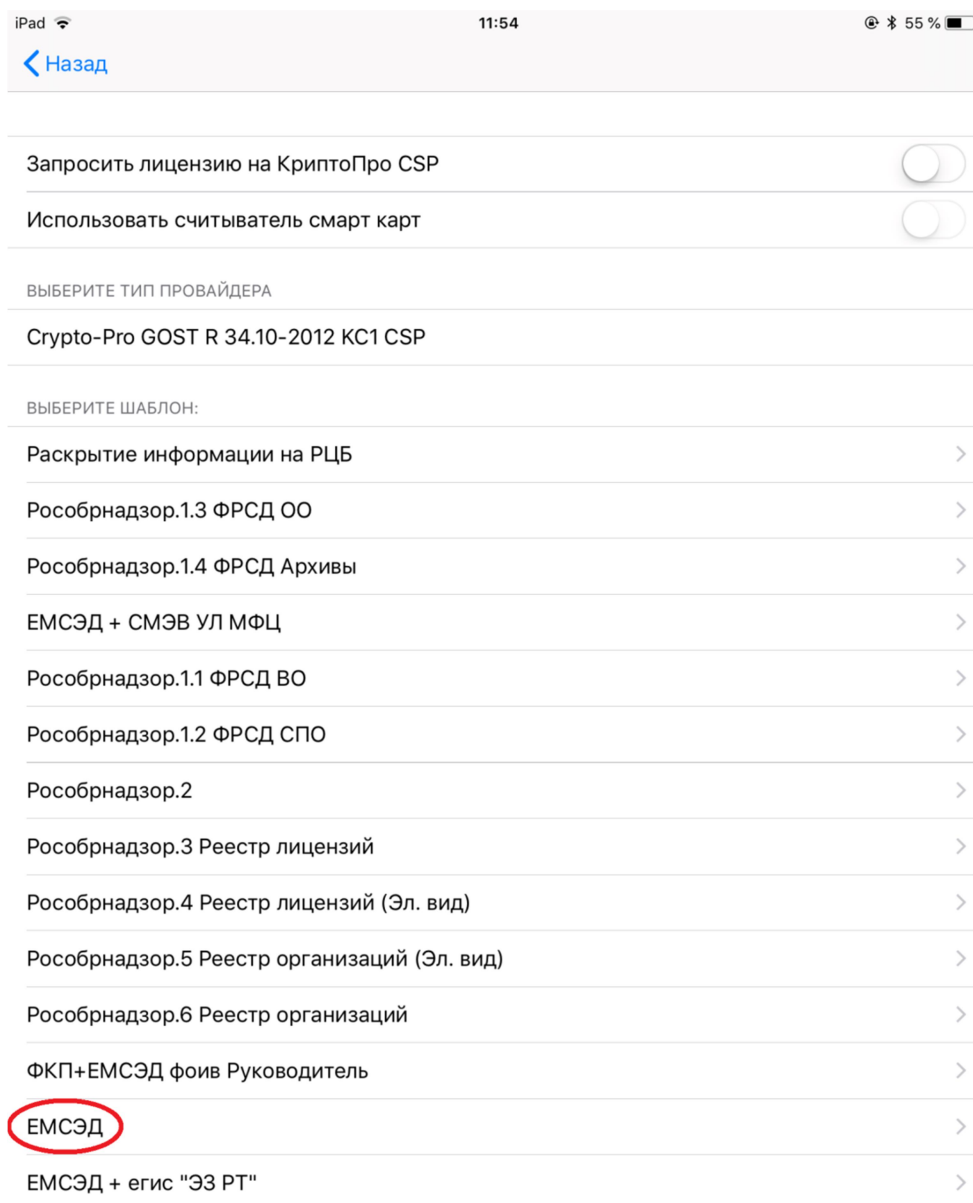 iPad 11:54 55 %
Назад
Запросить лицензию на КриптоПро CSP
Использовать считыватель смарт карт
ВЫБЕРИТЕ ТИП ПРОВАЙДЕРА
Crypto-Pro GOST R 34.10-2012 KC1 CSP
ВЫБЕРИТЕ ШАБЛОН:
Раскрытие информации на РЦБ
Рособрнадзор.1.3 ФРСД ОО
Рособрнадзор.1.4 ФРСД Архивы
ЕМСЭД + СМЭВ УЛ МФЦ
Рособрнадзор.1.1 ФРСД ВО
Рособрнадзор.1.2 ФРСД СПО
Рособрнадзор.2
Рособрнадзор.3 Реестр лицензий
Рособрнадзор.4 Реестр лицензий (Эл. вид)
Рособрнадзор.5 Реестр организаций (Эл. вид)
Рособрнадзор.6 Реестр организаций
ФКП+ЕМСЭД фоив Руководитель
ЕМСЭД
ЕМСЭД + егис "ЭЗ РТ"